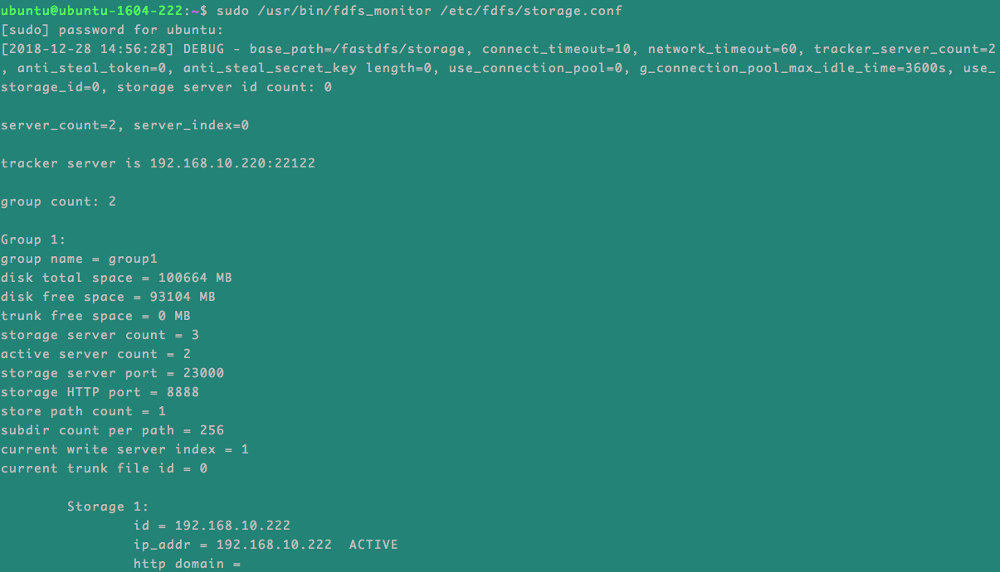 ubuntu@ubuntu-1604-222:~$ sudo /usr/bin/fdfs_monitor /etc/fdfs/storage.conf
[sudo] password for ubuntu:
[2018-12-28 14:56:28] DEBUG - base_path=/fastdfs/storage, connect_timeout=10, network_timeout=60, tracker_server_count=2
, anti_steal_token=0, anti_steal_secret_key length=0, use_connection_pool=0, g_connection_pool_max_idle_time=3600s, use_
storage_id=0, storage server id count: 0
server_count=2, server_index=0
tracker server is 192.168.10.220:22122
group count: 2
Group 1:
group name = group1
disk total space = 100664 MB
disk free space = 93104 MB
trunk free space = 0 MB
storage server count = 3
active server count = 2
storage server port = 23000
storage HTTP port = 8888
store path count = 1
subdir count per path = 256
current write server index = 1
current trunk file id = 0
Storage 1:
id = 192.168.10.222
ip_addr = 192.168.10.222  ACTIVE
http domain =